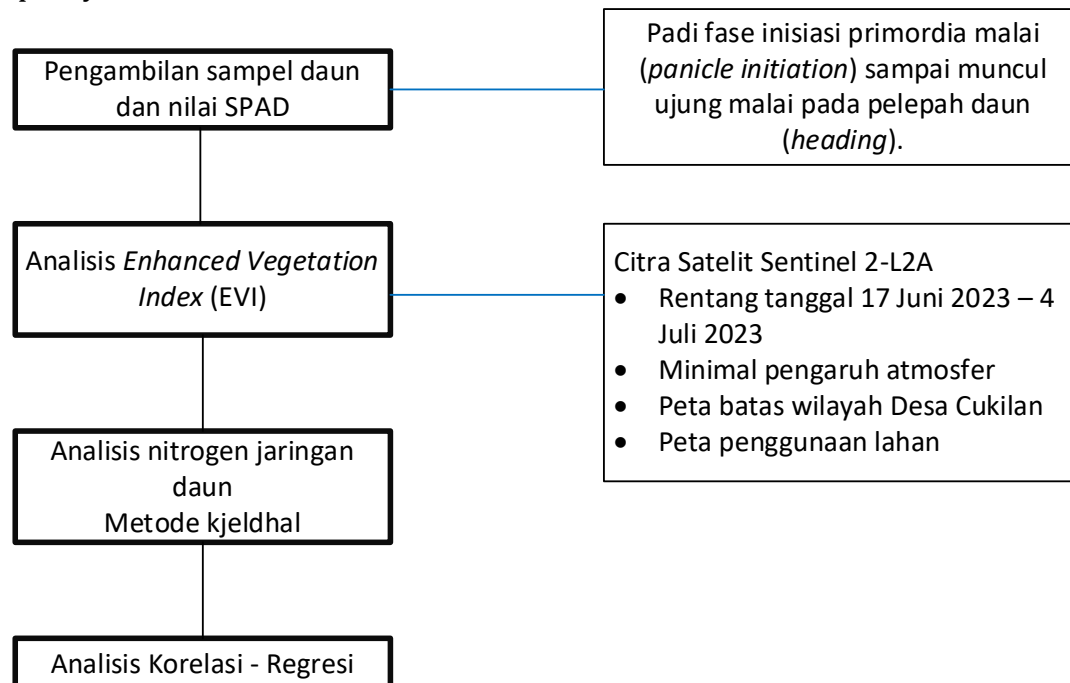 Pengambilan sampel daun
dan nilai SPAD
Padi fase inisiasi primordia malai
(panicle initiation) sampai muncul
ujung malai pada pelepah daun
(heading).
Analisis Enhanced Vegetation
Index (EVI)
Citra Satelit Sentinel 2-L2A
• Rentang tanggal 17 Juni 2023 – 4
Juli 2023
• Minimal pengaruh atmosfer
• Peta batas wilayah Desa Cukilan
• Peta penggunaan lahan
Analisis nitrogen jaringan
daun
Metode kjeldhal
Analisis Korelasi - Regresi